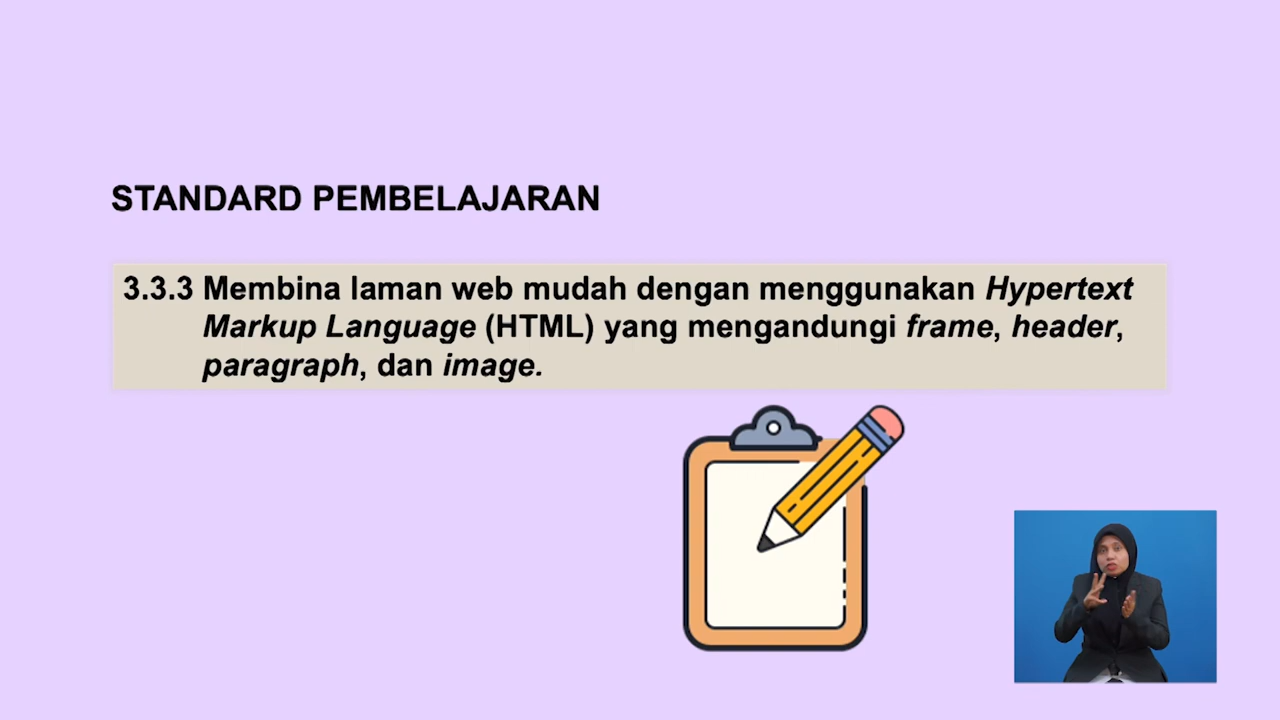 STANDARD PEMBELAJARAN
3.3.3 Membina laman web mudah dengan menggunakan Hypertext
Markup Language (HTML) yang mengandungi frame, header,
paragraph, dan image.